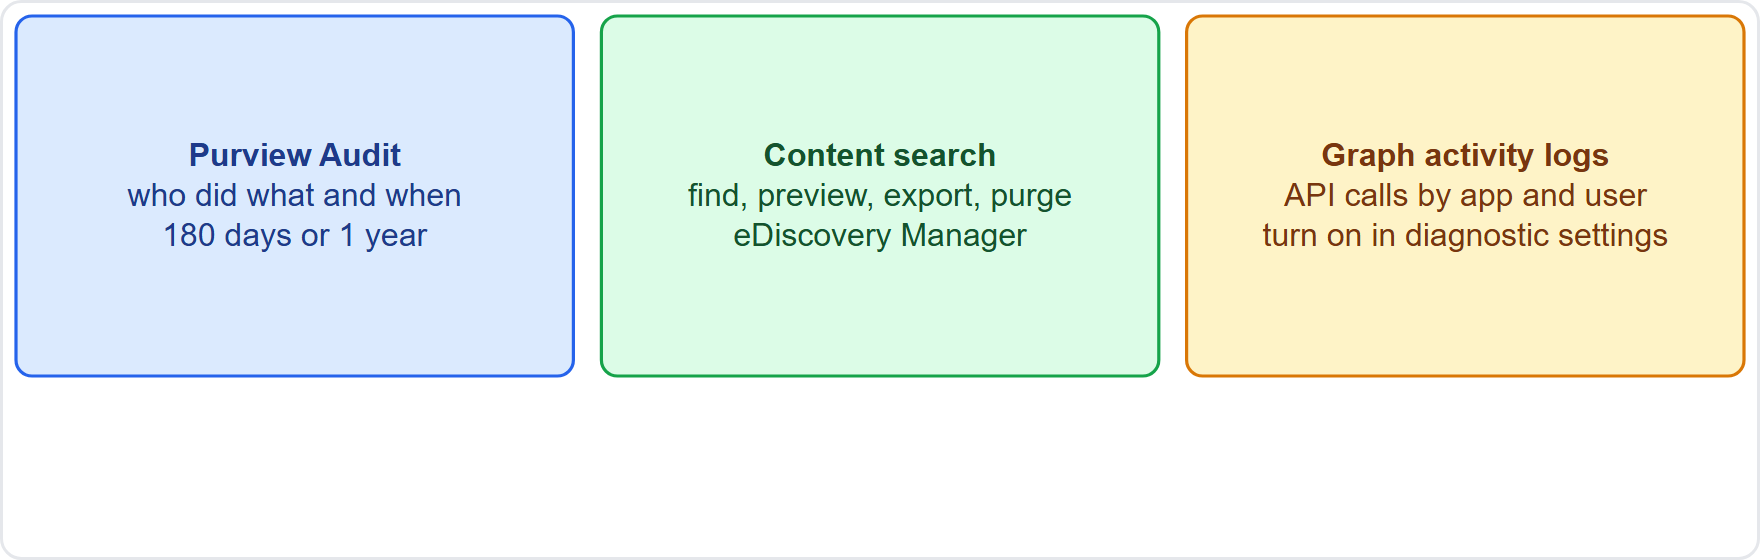 Purview Audit
who did what and when
180 days or 1 year
Content search
find, preview, export, purge
eDiscovery Manager
Graph activity logs
API calls by app and user
turn on in diagnostic settings